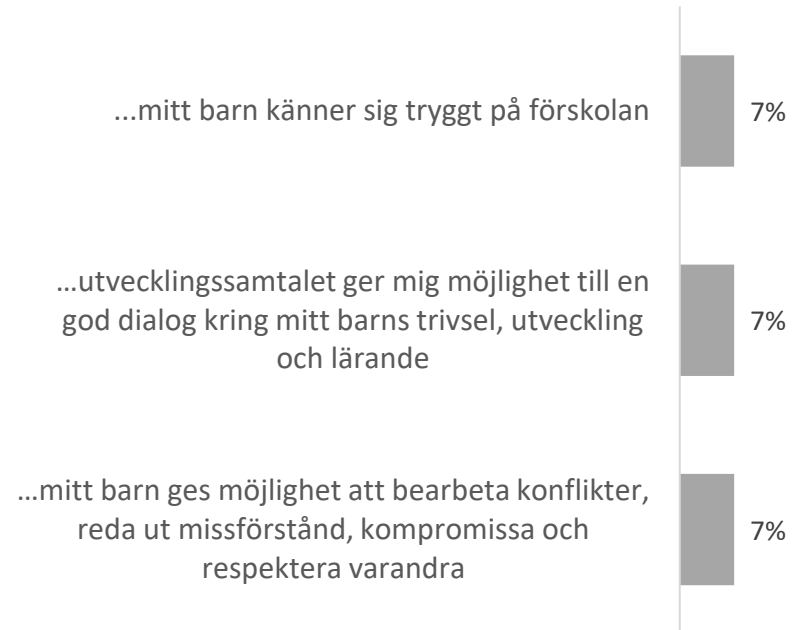 ...mitt barn känner sig tryggt på förskolan
7%
…utvecklingssamtalet ger mig möjlighet till en
god dialog kring mitt barns trivsel, utveckling
och lärande
7%
…mitt barn ges möjlighet att bearbeta konflikter,
reda ut missförstånd, kompromissa och
respektera varandra
7%